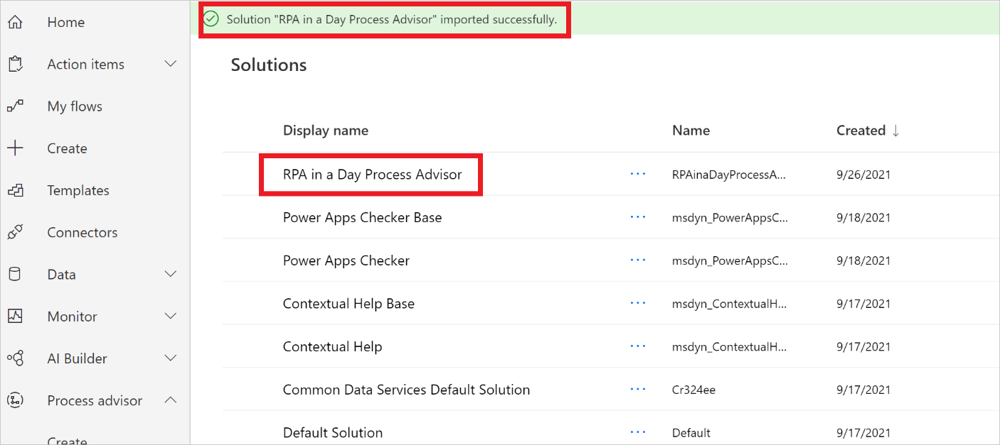 Home
Action items
My flows
Create
Templates
Connectors
Data
Monitor
AI Builder
Process advisor
Create
Solution "RPA in a Day Process Advisor" imported successfully.
Solutions
Display name Name Created ↓
RPA in a Day Process Advisor ... RPAinaDayProcessA... 9/26/2021
Power Apps Checker Base ... msdyn_PowerAppsC... 9/18/2021
Power Apps Checker ... msdyn_PowerAppsC... 9/18/2021
Contextual Help Base ... msdyn_ContextualH... 9/17/2021
Contextual Help ... msdyn_ContextualH... 9/17/2021
Common Data Services Default Solution ... Cr324ee 9/17/2021
Default Solution ... Default 9/17/2021